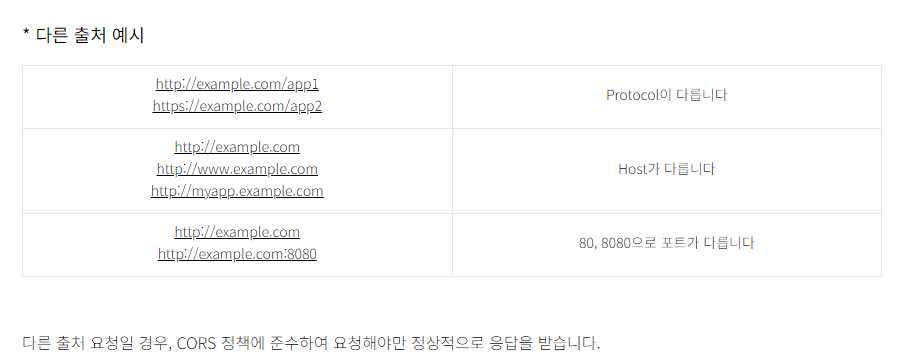 * 다른 출처 예시
http://example.com/app1
https://example.com/app2
Protocol이 다릅니다
http://example.com
http://www.example.com
http://myapp.example.com
Host가 다릅니다
http://example.com
http://example.com:8080
80, 8080으로 포트가 다릅니다
다른 출처 요청일 경우, CORS 정책에 준수하여 요청해야만 정상적으로 응답을 받습니다.